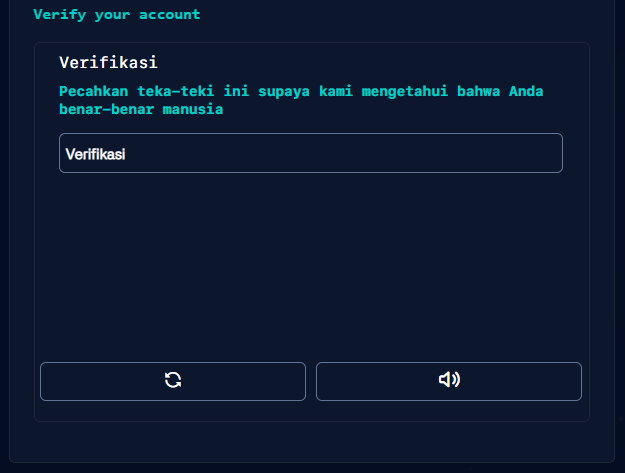 Verify your account
Verifikasi
Pecahkan teka-teki ini supaya kami mengetahui bahwa Anda
benar-benar manusia
Verifikasi